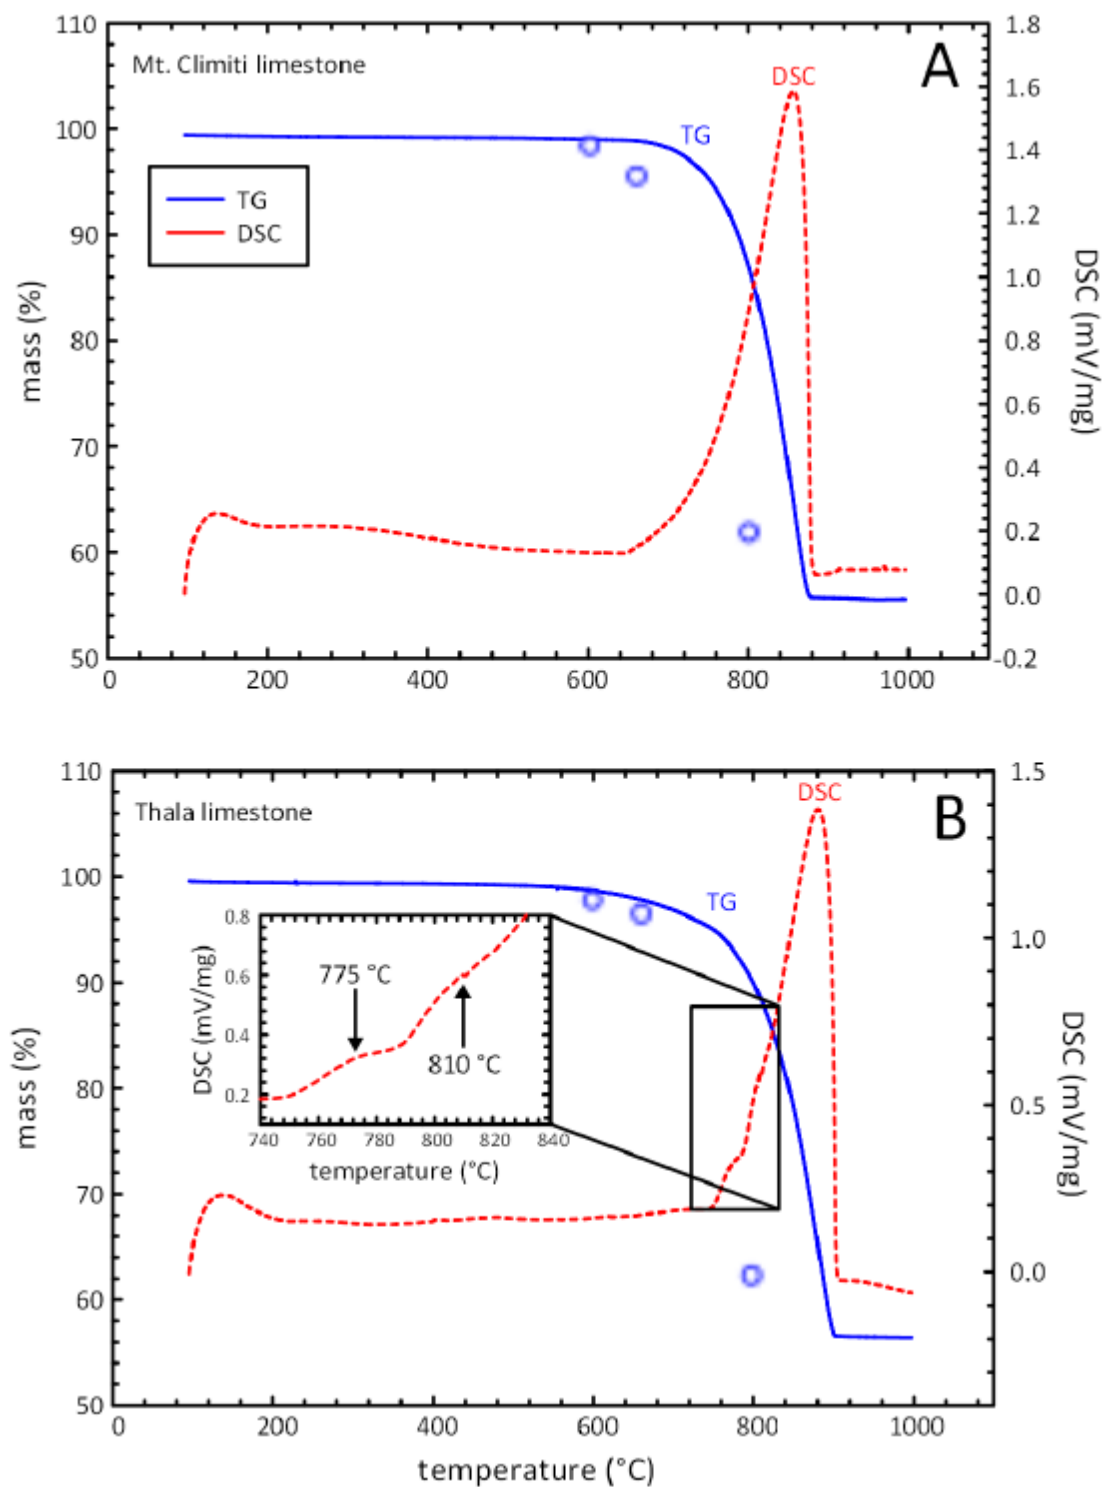 110
100
90
80
70
60
50
mass (%)
Mt. Climiti limestone
A
DSC
TG
TG
DSC
1.8
1.6
1.4
1.2
1.0
0.8
0.6
0.4
0.2
0.0
-0.2
DSC (mV/mg)
0 200 400 600 800 1000
110
100
90
80
70
60
50
mass (%)
Thala limestone
B
DSC
TG
0.8
0.6
0.4
0.2
DSC (mV/mg)
775 °C
810 °C
740 760 780 800 820 840
temperature (°C)
1.5
1.0
0.5
0.0
DSC (mV/mg)
0 200 400 600 800 1000
temperature (°C)